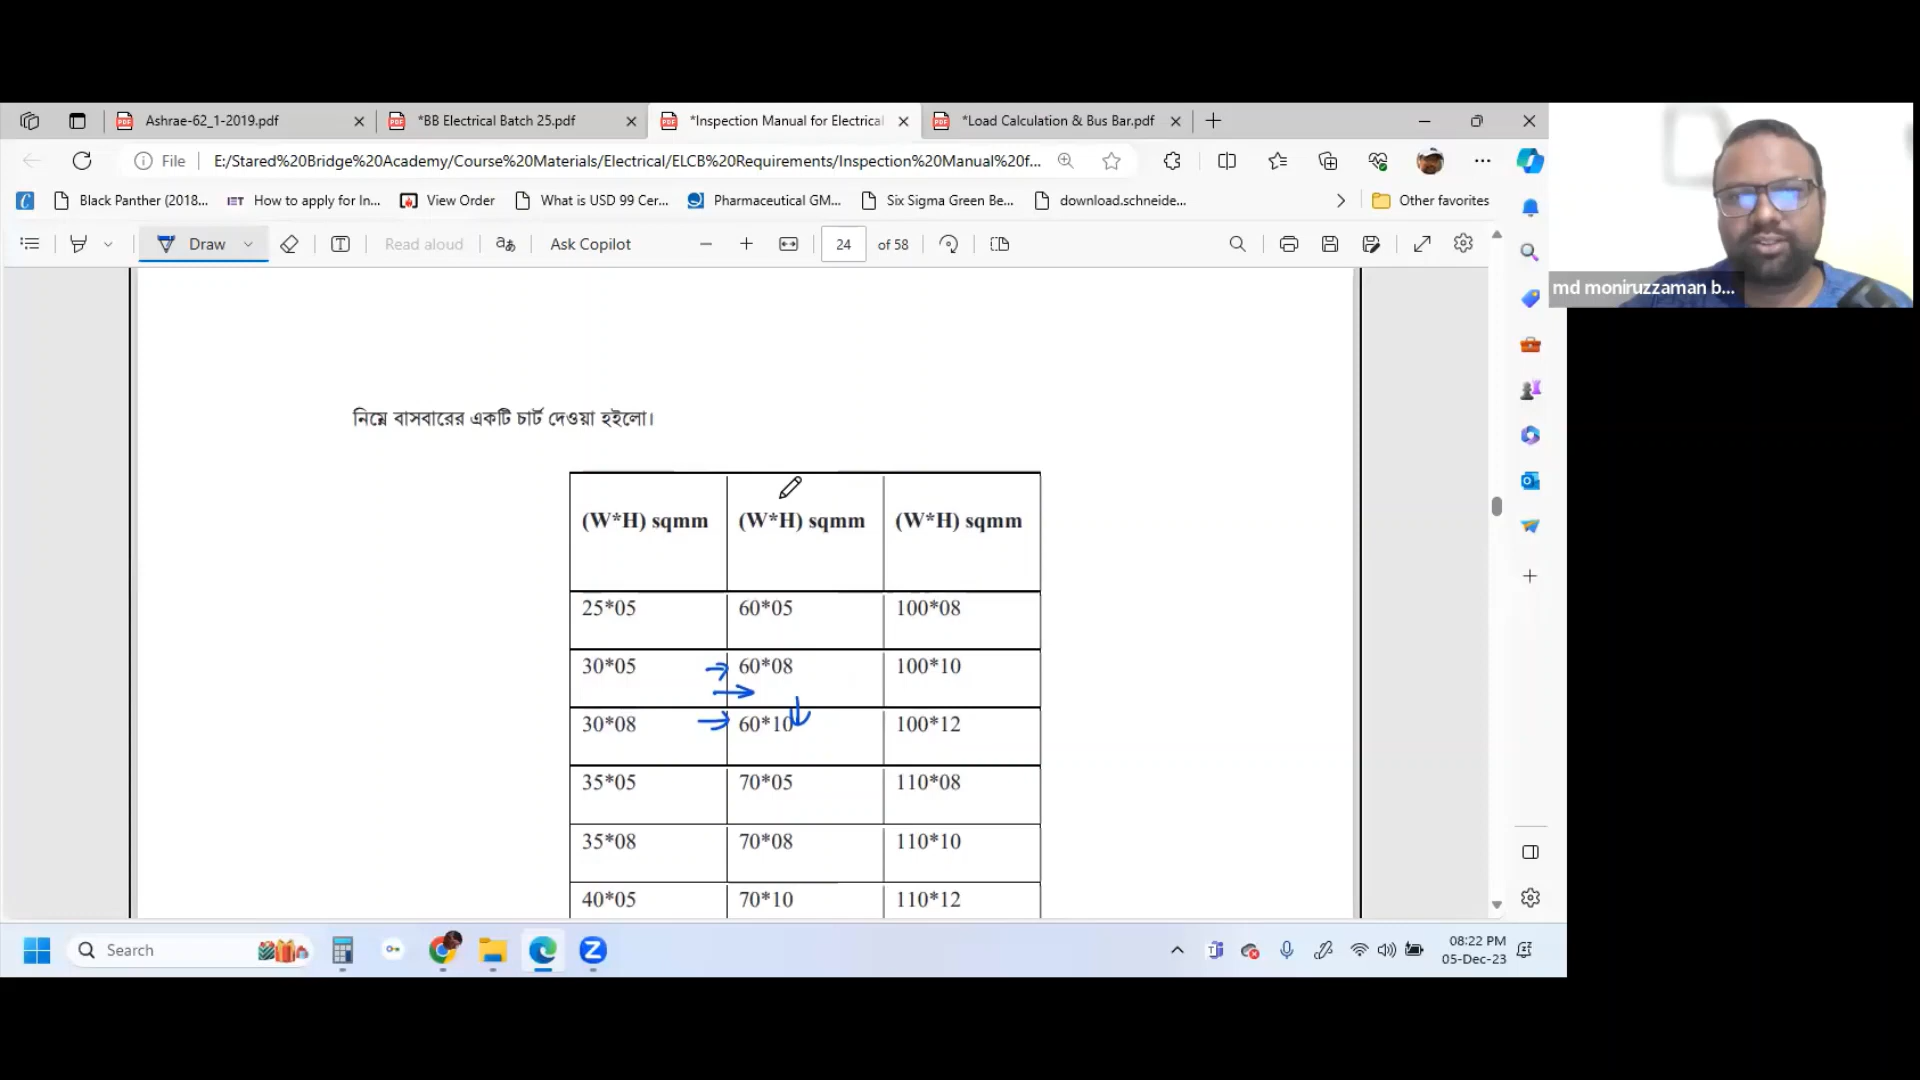 Ashrae-62_1-2019.pdf
*BB Electrical Batch 25.pdf
*Inspection Manual for Electrical
*Load Calculation & Bus Bar.pdf
File E:/Stared%20Bridge%20Academy/Course%20Materials/Electrical/ELCB%20Requirements/Inspection%20Manual%20f...
Black Panther (2018... How to apply for In... View Order What is USD 99 Cer... Pharmaceutical GM... Six Sigma Green Be... download.schneide... Other favorites
Draw Read aloud Ask Copilot 24 of 58
md moniruzzaman b...
নিম্নে বাসবারের একটি চার্ট দেওয়া হইলো।
(W*H) sqmm (W*H) sqmm (W*H) sqmm
25*05 60*05 100*08
30*05 60*08 100*10
30*08 60*10 100*12
35*05 70*05 110*08
35*08 70*08 110*10
40*05 70*10 110*12
Search
08:22 PM
05-Dec-23